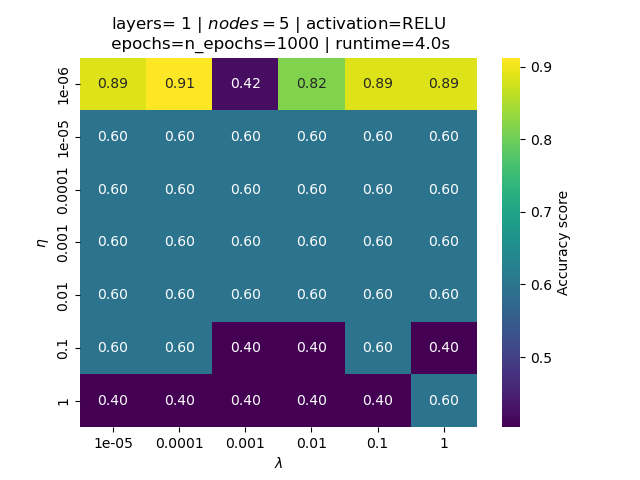 layers= 1 | nodes = 5 | activation=RELU
epochs=n_epochs=1000 | runtime=4.0s
1e-06 0.89 0.91 0.42 0.82 0.89 0.89
1e-05 0.60 0.60 0.60 0.60 0.60 0.60
0.0001 0.60 0.60 0.60 0.60 0.60 0.60
0.001 0.60 0.60 0.60 0.60 0.60 0.60
0.01 0.60 0.60 0.60 0.60 0.60 0.60
0.1 0.60 0.60 0.40 0.40 0.60 0.40
1 0.40 0.40 0.40 0.40 0.40 0.60
1e-05 0.0001 0.001 0.01 0.1 1
λ
η
0.9
0.8
0.7
0.6
0.5
Accuracy score